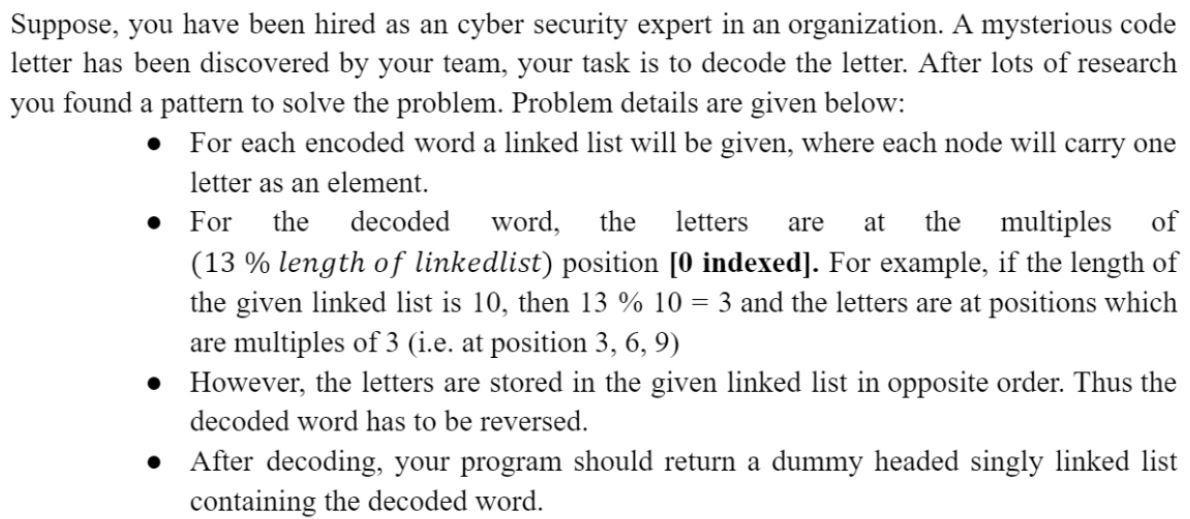 Suppose, you have been hired as an cyber security expert in an organization. A mysterious code
letter has been discovered by your team, your task is to decode the letter. After lots of research
you found a pattern to solve the problem. Problem details are given below:
● For each encoded word a linked list will be given, where each node will carry one
letter as an element.
● For the decoded word, the letters are at the multiples of
(13 % length of linkedlist) position [0 indexed]. For example, if the length of
the given linked list is 10, then 13 % 10 = 3 and the letters are at positions which
are multiples of 3 (i.e. at position 3, 6, 9)
● However, the letters are stored in the given linked list in opposite order. Thus the
decoded word has to be reversed.
● After decoding, your program should return a dummy headed singly linked list
containing the decoded word.